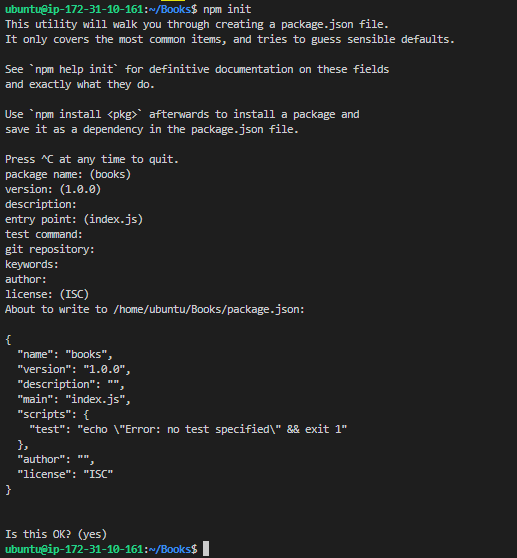 ubuntu@ip-172-31-10-161:~/Books$ npm init
This utility will walk you through creating a package.json file.
It only covers the most common items, and tries to guess sensible defaults.

See `npm help init` for definitive documentation on these fields
and exactly what they do.

Use `npm install <pkg>` afterwards to install a package and
save it as a dependency in the package.json file.

Press ^C at any time to quit.
package name: (books)
version: (1.0.0)
description:
entry point: (index.js)
test command:
git repository:
keywords:
author:
license: (ISC)
About to write to /home/ubuntu/Books/package.json:

{
  "name": "books",
  "version": "1.0.0",
  "description": "",
  "main": "index.js",
  "scripts": {
    "test": "echo \"Error: no test specified\" && exit 1"
  },
  "author": "",
  "license": "ISC"
}


Is this OK? (yes)
ubuntu@ip-172-31-10-161:~/Books$